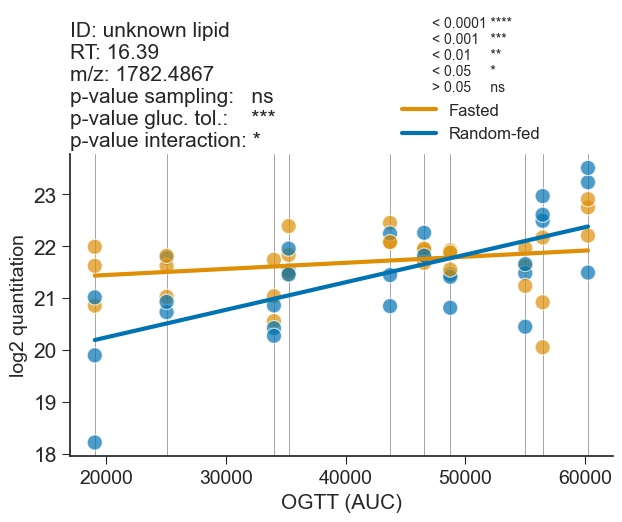 ID: unknown lipid
RT: 16.39
m/z: 1782.4867
p-value sampling: ns
p-value gluc. tol.: ***
p-value interaction: *
< 0.0001 ****
< 0.001 ***
< 0.01 **
< 0.05 *
> 0.05 ns
Fasted
Random-fed
log2 quantitation
23
22
21
20
19
18
20000 30000 40000 50000 60000
OGTT (AUC)